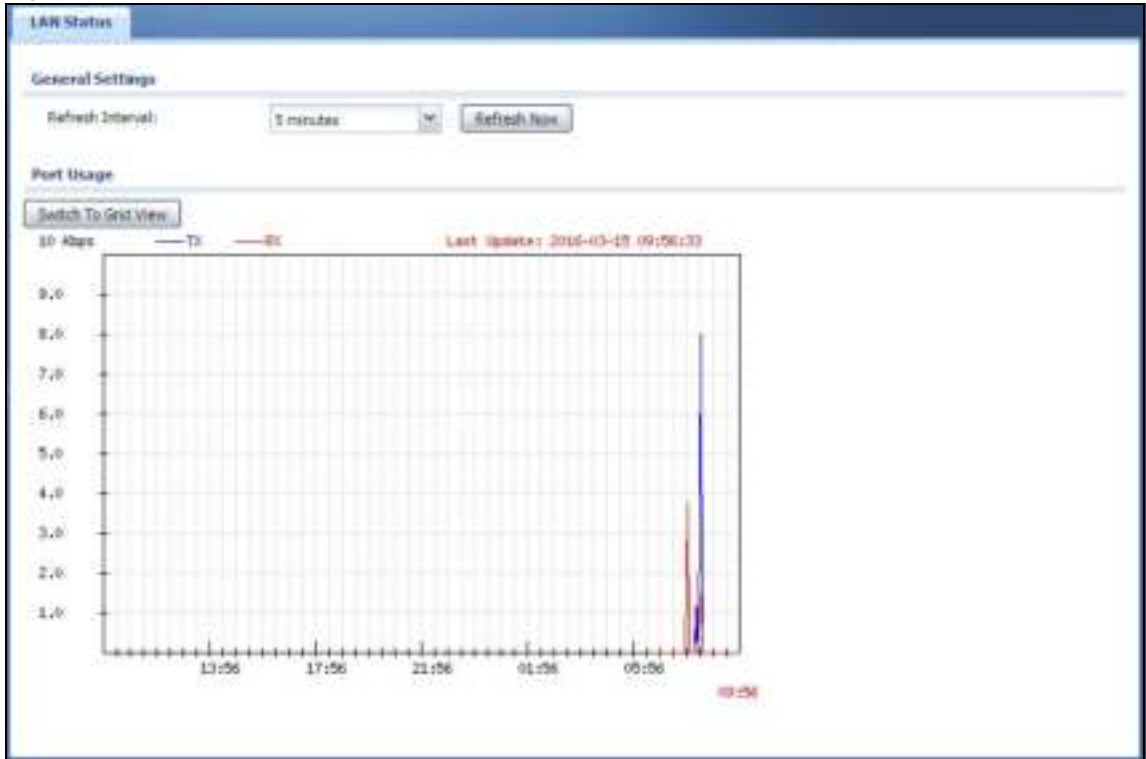 LAN Status
General Settings
Refresh Interval: 5 minutes Refresh Now
Port Usage
Switch To Grid View
10 Kbps TX RX Last Update: 2016-03-15 09:56:33
9.0
8.0
7.0
6.0
5.0
4.0
3.0
2.0
1.0
13:56 17:56 21:56 01:56 05:56
09:56